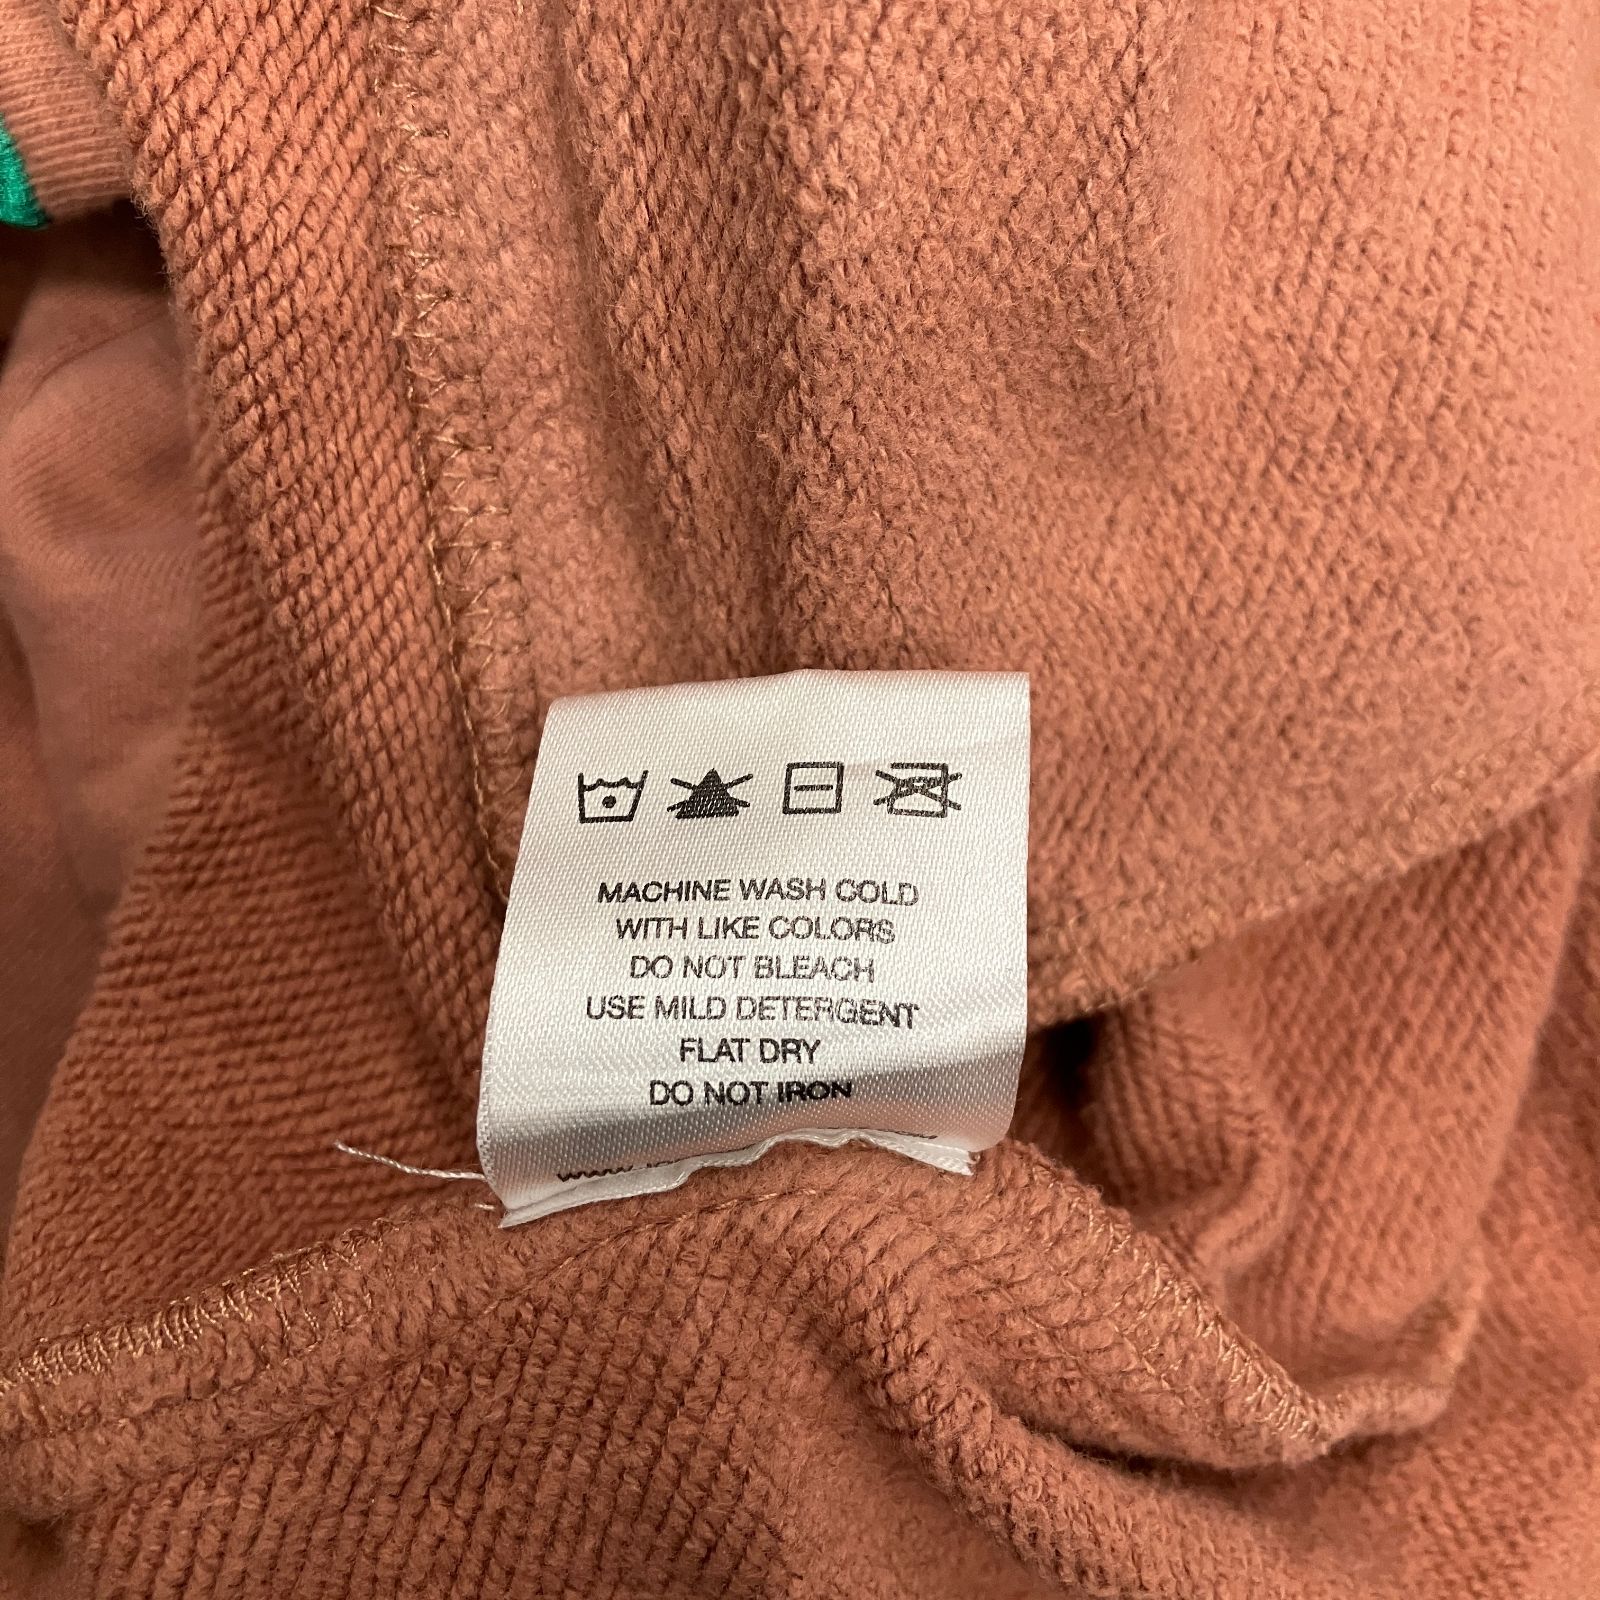 MACHINE WASH COLD
WITH LIKE COLORS
DO NOT BLEACH
USE MILD DETERGENT
FLAT DRY
DO NOT IRON